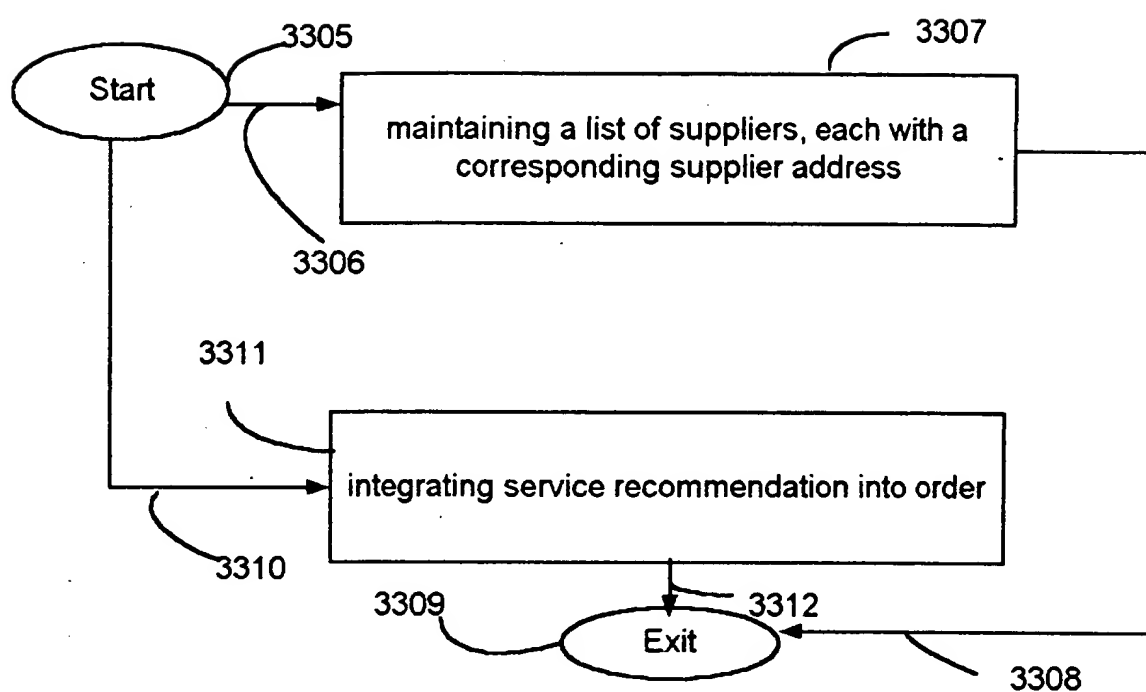 3305
3307
Start
maintaining a list of suppliers, each with a
corresponding supplier address
3306
3311
integrating service recommendation into order
3310
3309
3312
Exit
3308